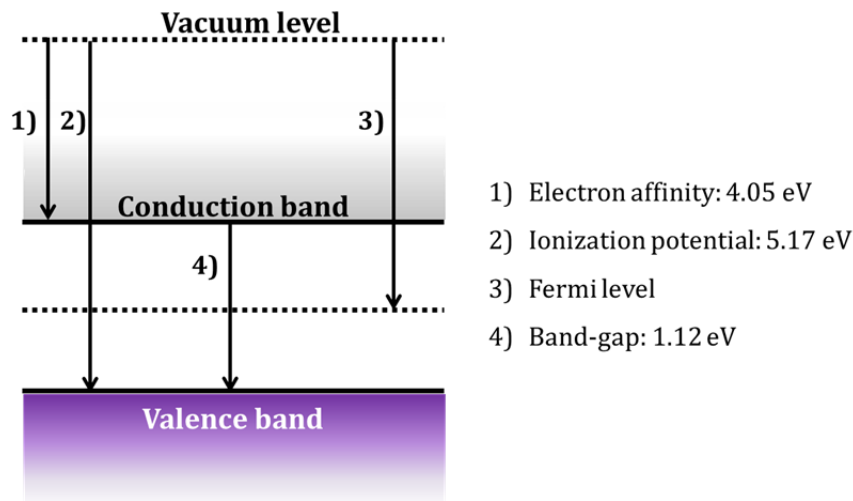 Vacuum level
1) 2) 3)
Conduction band
4)
Valence band
1) Electron affinity: 4.05 eV
2) Ionization potential: 5.17 eV
3) Fermi level
4) Band-gap: 1.12 eV